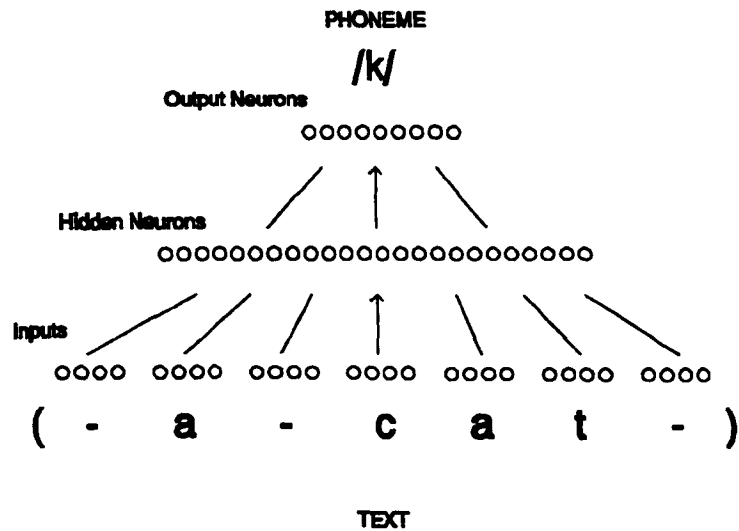 PHONEME
/k/
Output Neurons
Hidden Neurons
Inputs
( - a - c a t - )
TEXT